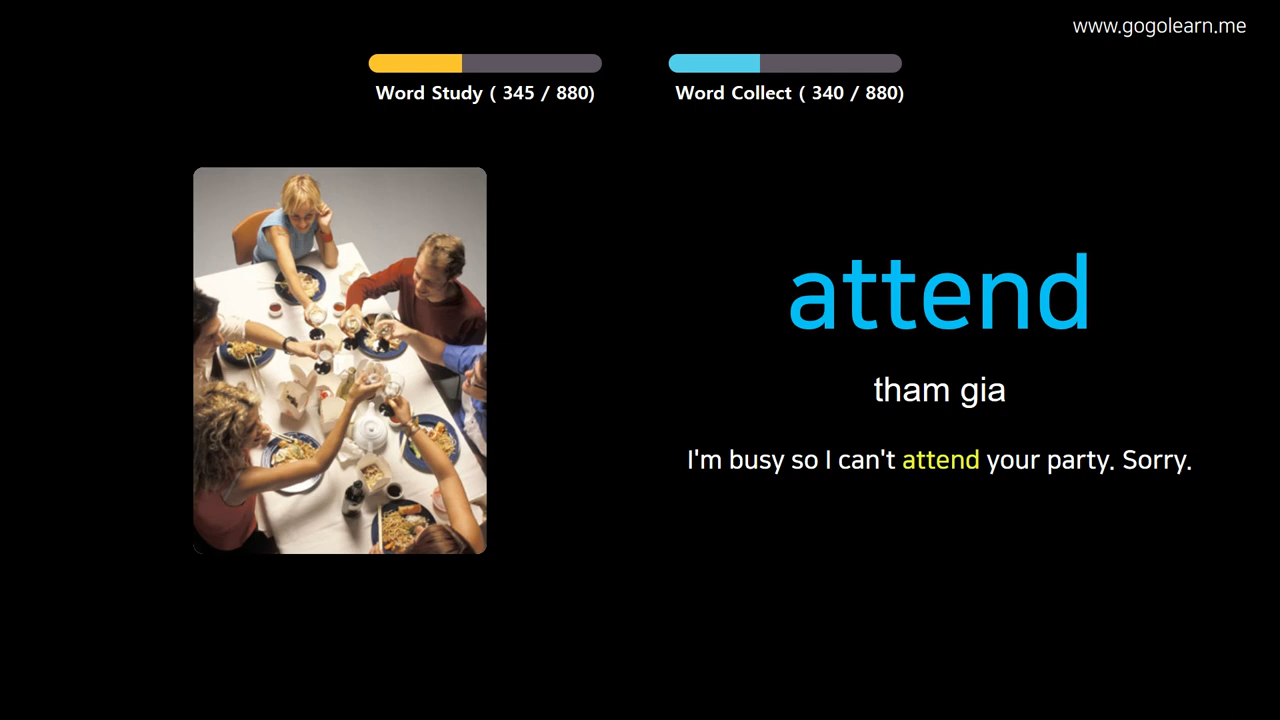 www.gogolearn.me
Word Study ( 345 / 880)
Word Collect ( 340 / 880)
attend
tham gia
I'm busy so I can't attend your party. Sorry.